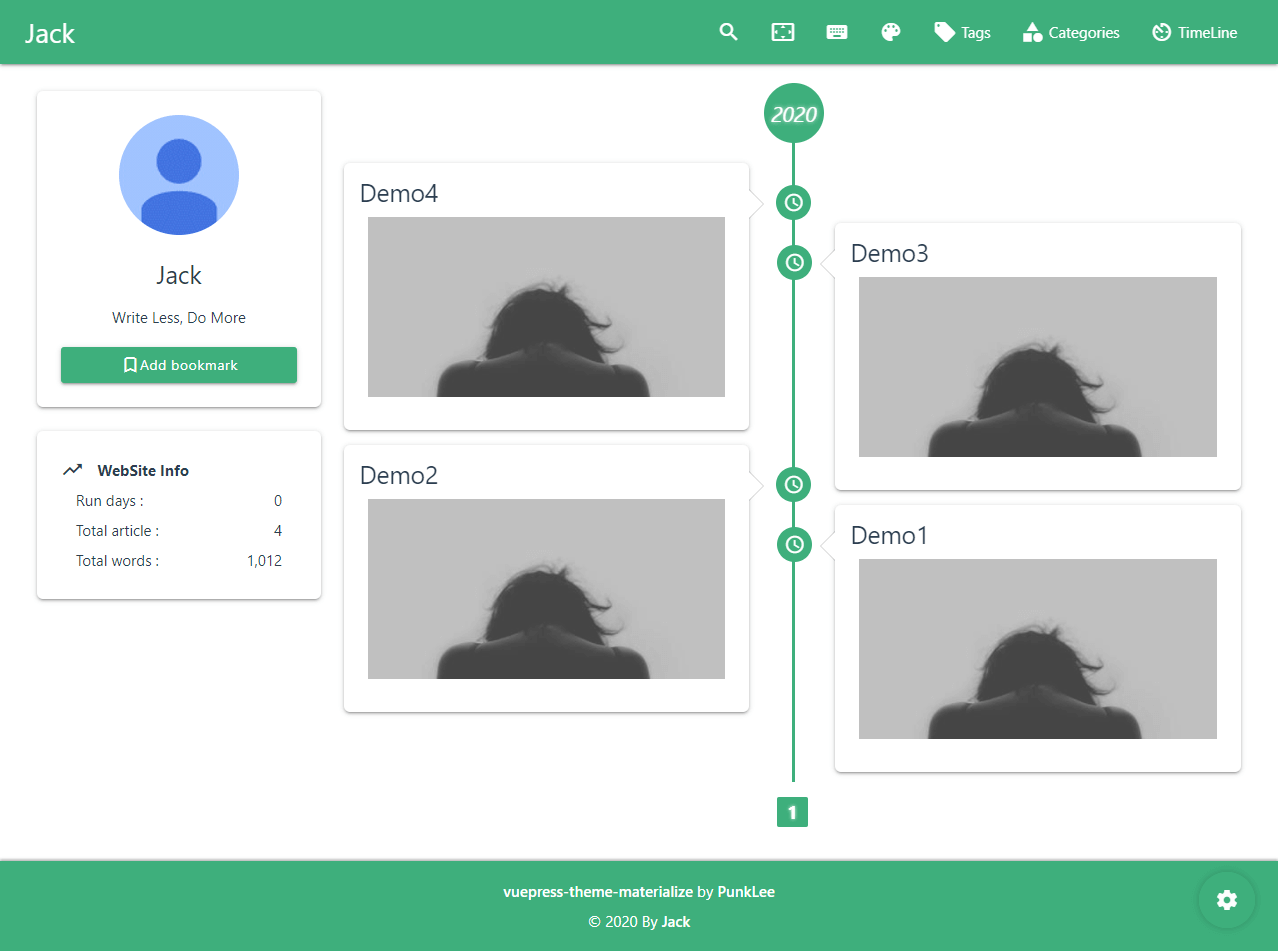 Jack
Tags
Categories
TimeLine
Jack
Write Less, Do More
Add bookmark
WebSite Info
Run days : 0
Total article : 4
Total words : 1,012
2020
Demo4
Demo3
Demo2
Demo1
1
vuepress-theme-materialize by PunkLee
© 2020 By Jack